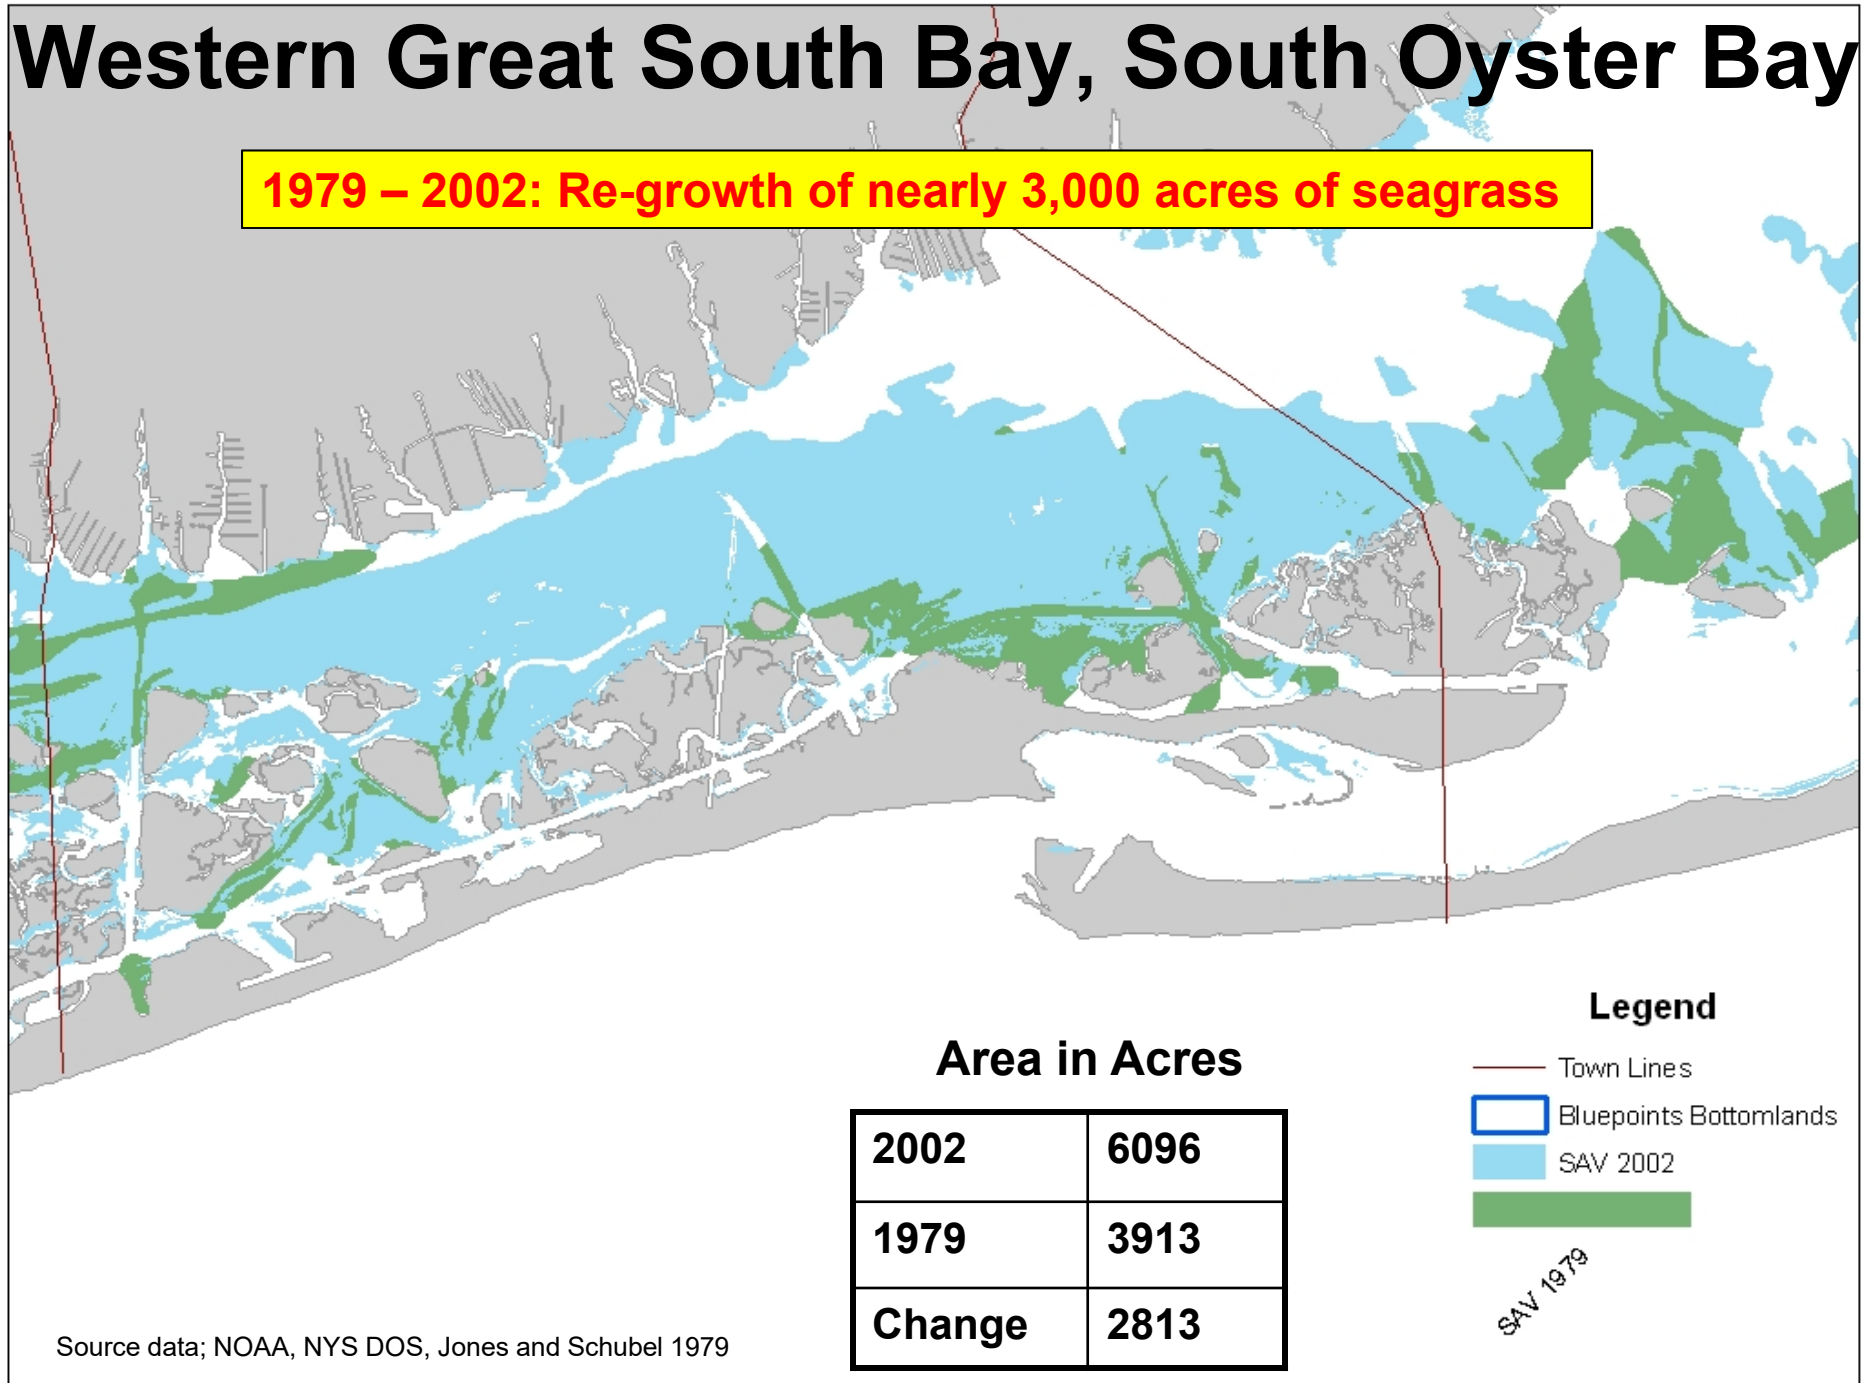 Western Great South Bay, South Oyster Bay
1979 – 2002: Re-growth of nearly 3,000 acres of seagrass
Area in Acres
2002 6096
1979 3913
Change 2813
Legend
Town Lines
Bluepoints Bottomlands
SAV 2002
SAV 1979
Source data; NOAA, NYS DOS, Jones and Schubel 1979